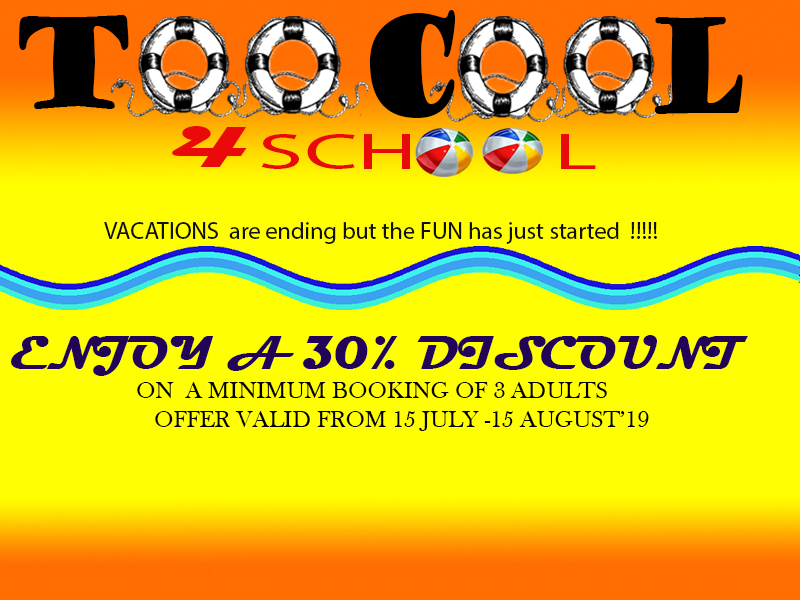 TOO COOL
4 SCHOOL
VACATIONS are ending but the FUN has just started !!!!!
ENJOY A 30% DISCOUNT
ON A MINIMUM BOOKING OF 3 ADULTS
OFFER VALID FROM 15 JULY -15 AUGUST'19